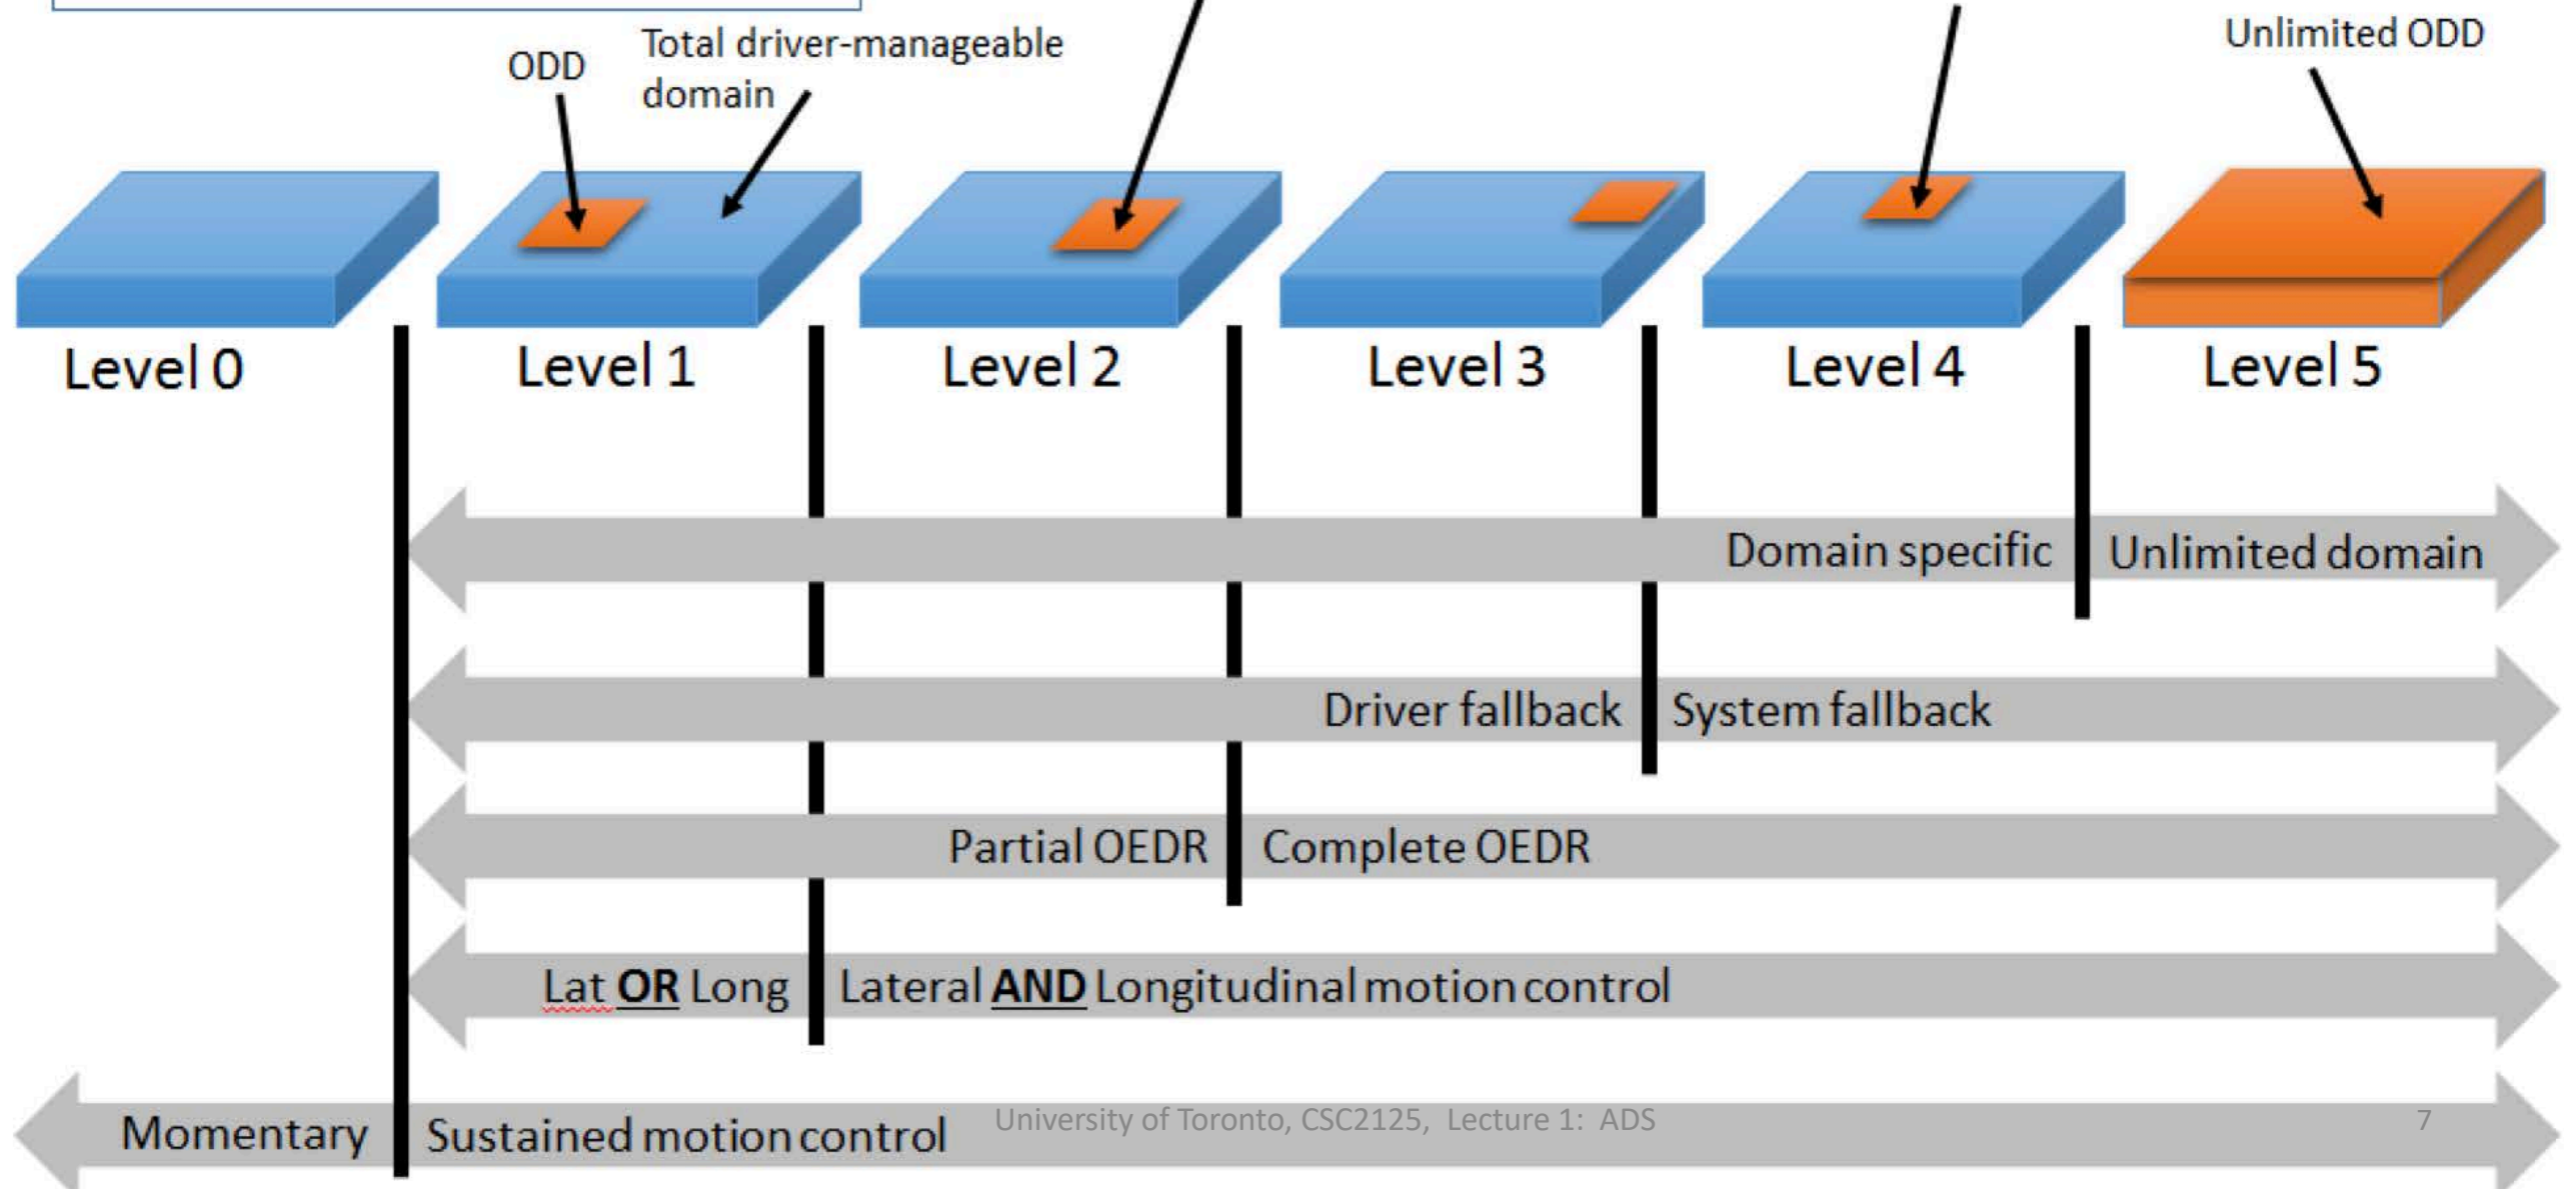 ODD
Total driver-manageable
domain
Unlimited ODD
Level 0
Level 1
Level 2
Level 3
Level 4
Level 5
Domain specific
Unlimited domain
Driver fallback
System fallback
Partial OEDR
Complete OEDR
Lat OR Long
Lateral AND Longitudinal motion control
Momentary
Sustained motion control
University of Toronto, CSC2125, Lecture 1: ADS
7